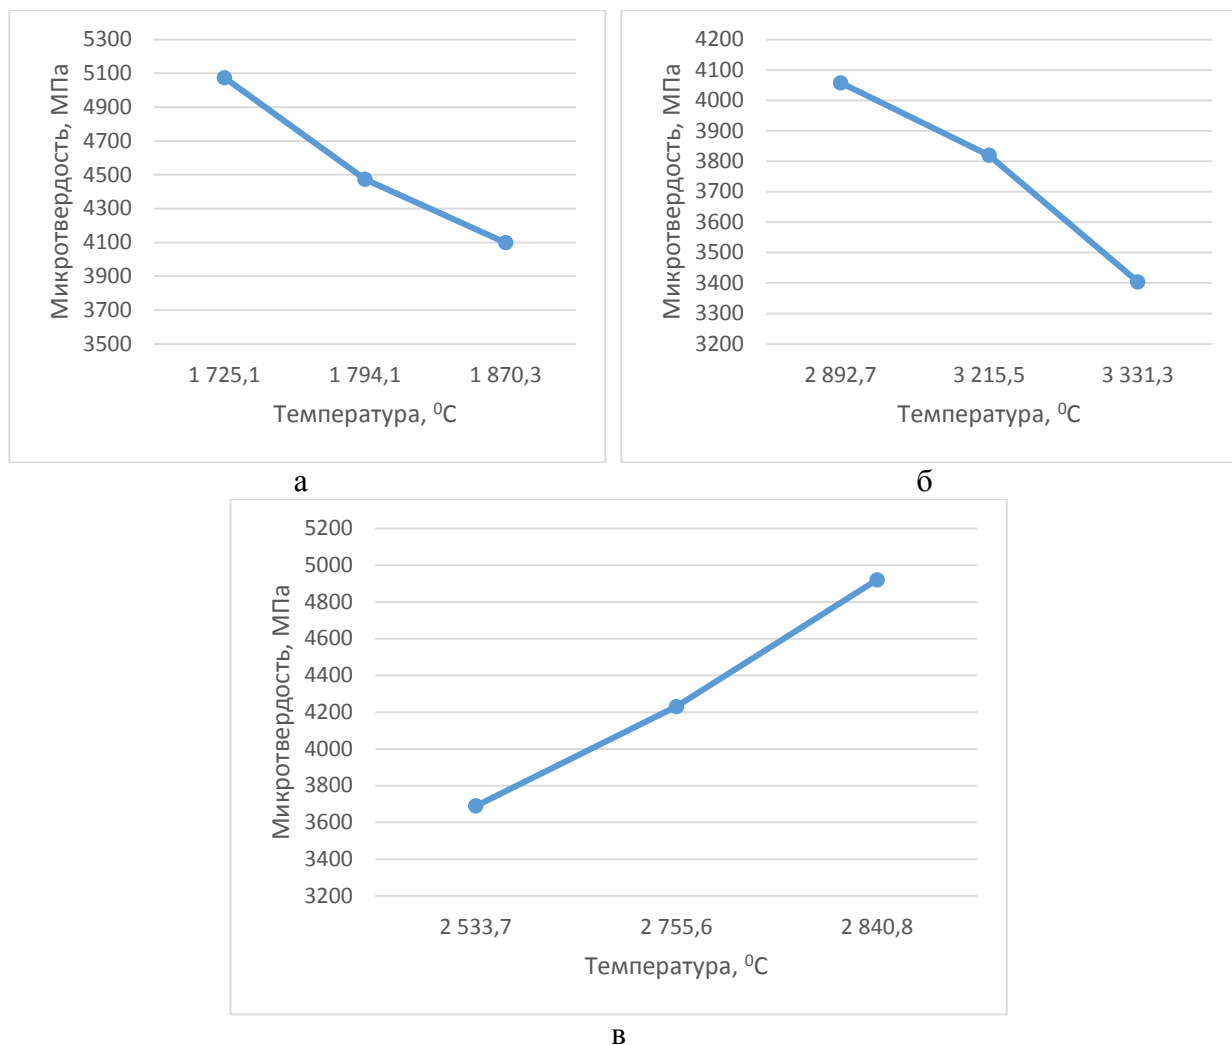 Микротвердость, МПа
5300
5100
4900
4700
4500
4300
4100
3900
3700
3500
1 725,1 1 794,1 1 870,3
Температура, ⁰С
а
Микротвердость, МПа
4200
4100
4000
3900
3800
3700
3600
3500
3400
3300
3200
2 892,7 3 215,5 3 331,3
Температура, ⁰С
б
Микротвердость, МПа
5200
5000
4800
4600
4400
4200
4000
3800
3600
3400
3200
2 533,7 2 755,6 2 840,8
Температура, ⁰С
в